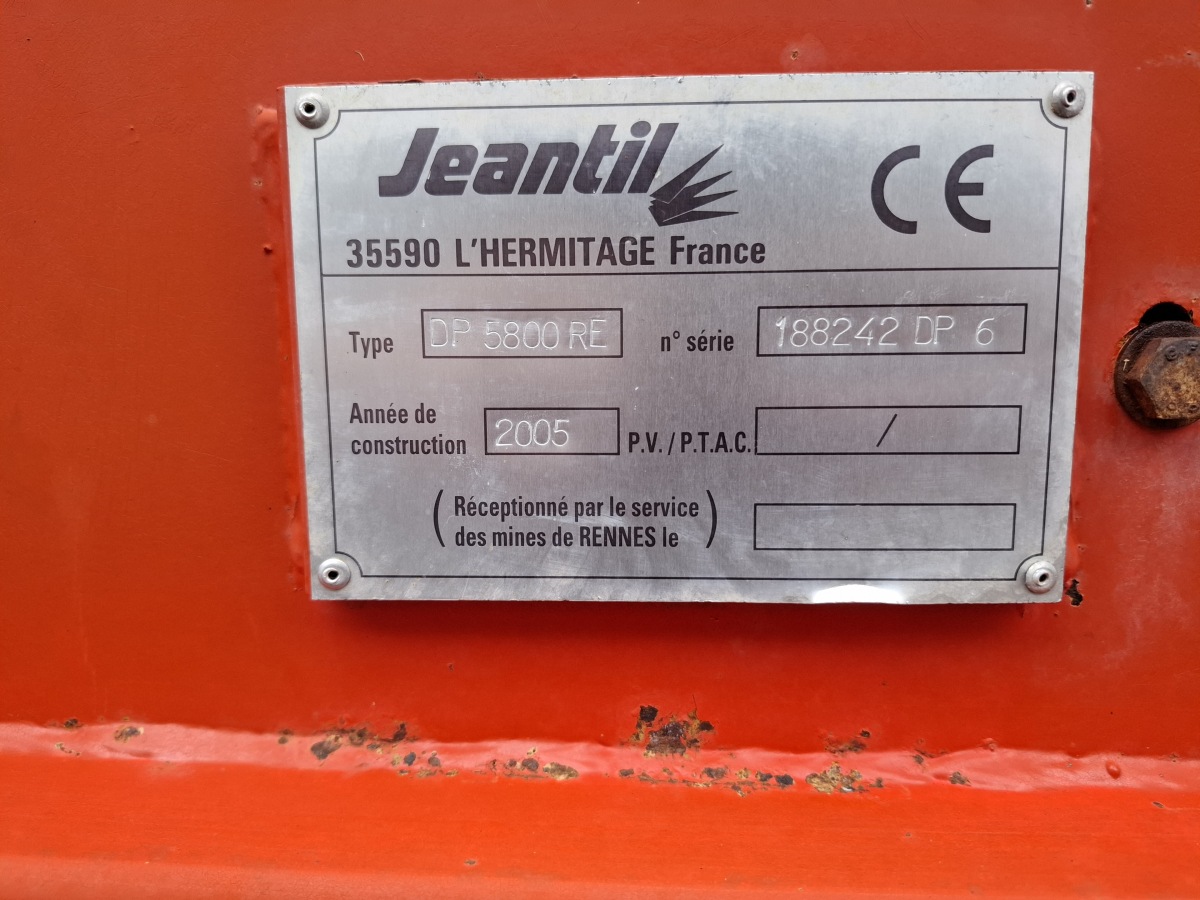 Jeantil CE
35590 L'HERMITAGE France
Type DP 5800 RE n° série 188242 DP 6
Année de
construction 2005 P.V. / P.T.A.C. /
(Réceptionné par le service
des mines de RENNES le)